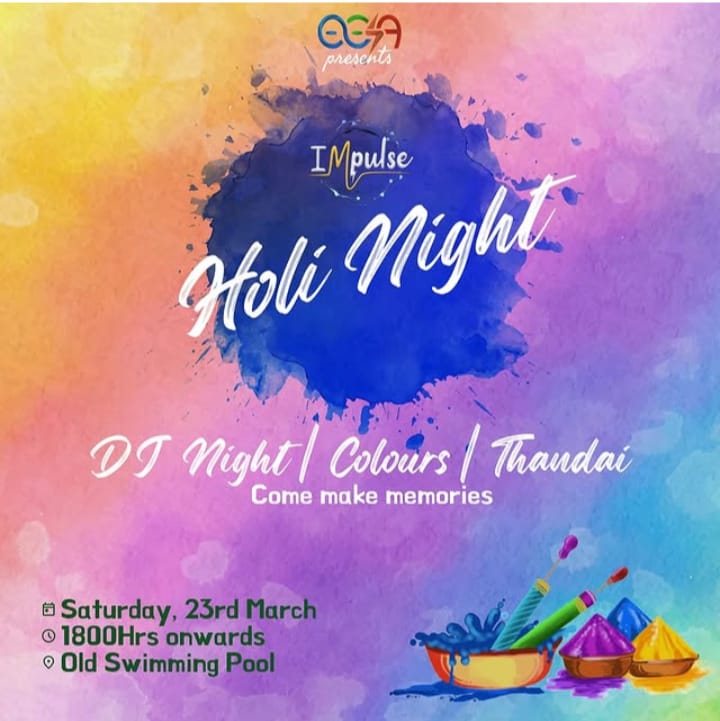 presents
IMpulse
Holi Night
DJ Night | Colours | Thandai
Come make memories
Saturday, 23rd March
1800Hrs onwards
Old Swimming Pool